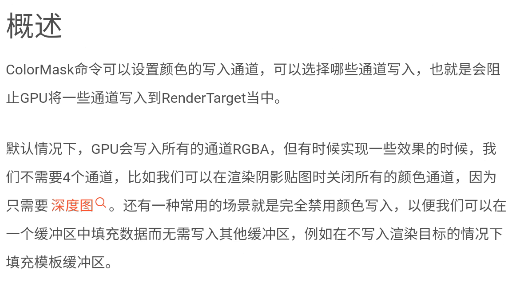 概述
ColorMask命令可以设置颜色的写入通道，可以选择哪些通道写入，也就是会阻
止GPU将一些通道写入到RenderTarget当中。
默认情况下，GPU会写入所有的通道RGBA，但有时候实现一些效果的时候，我
们不需要4个通道，比如我们可以在渲染阴影贴图时关闭所有的颜色通道，因为
只需要 深度图。还有一种常用的场景就是完全禁用颜色写入，以便我们可以在
一个缓冲区中填充数据而无需写入其他缓冲区，例如在不写入渲染目标的情况下
填充模板缓冲区。